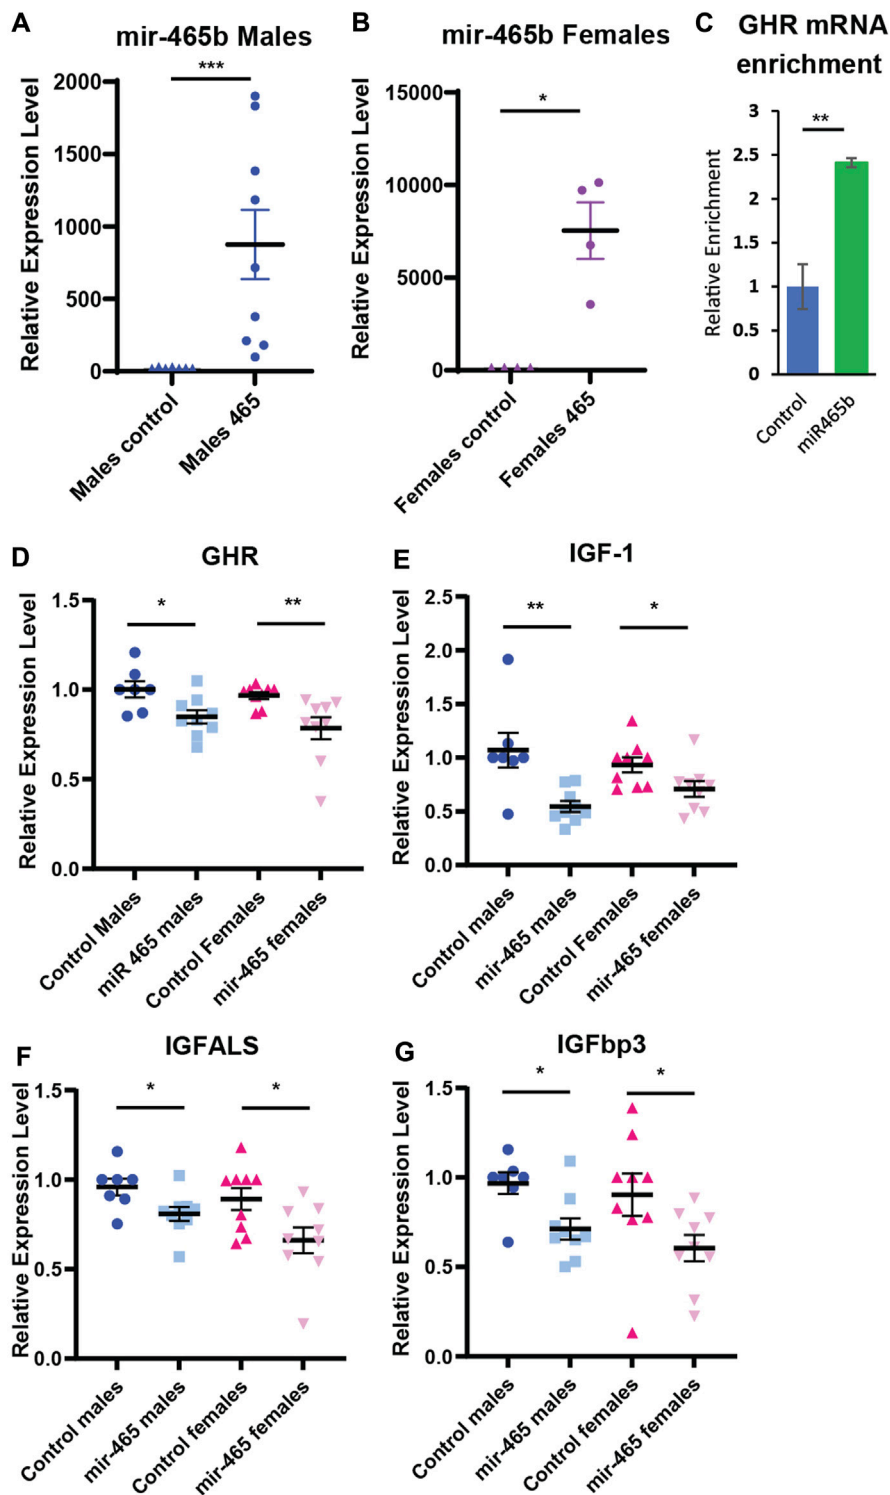 A
mir-465b Males
Relative Expression Level
2000
1500
1000
500
0
***
Males control
Males 465
B
mir-465b Females
Relative Expression Level
15000
10000
5000
0
*
Females control
Females 465
C
GHR mRNA
enrichment
Relative Enrichment
3
2.5
2
1.5
1
0.5
0
**
Control
miR465b
D
GHR
Relative Expression Level
1.5
1.0
0.5
0.0
*
**
Control Males
miR 465 males
Control Females
mir-465 females
E
IGF-1
Relative Expression Level
2.5
2.0
1.5
1.0
0.5
0.0
**
*
Control males
mir-465 males
Control Females
mir-465 females
F
IGFALS
Relative Expression Level
1.5
1.0
0.5
0.0
*
*
Control males
mir-465 males
Control females
mir-465 females
G
IGFbp3
Relative Expression Level
1.5
1.0
0.5
0.0
*
*
Control males
mir-465 males
Control females
mir-465 females